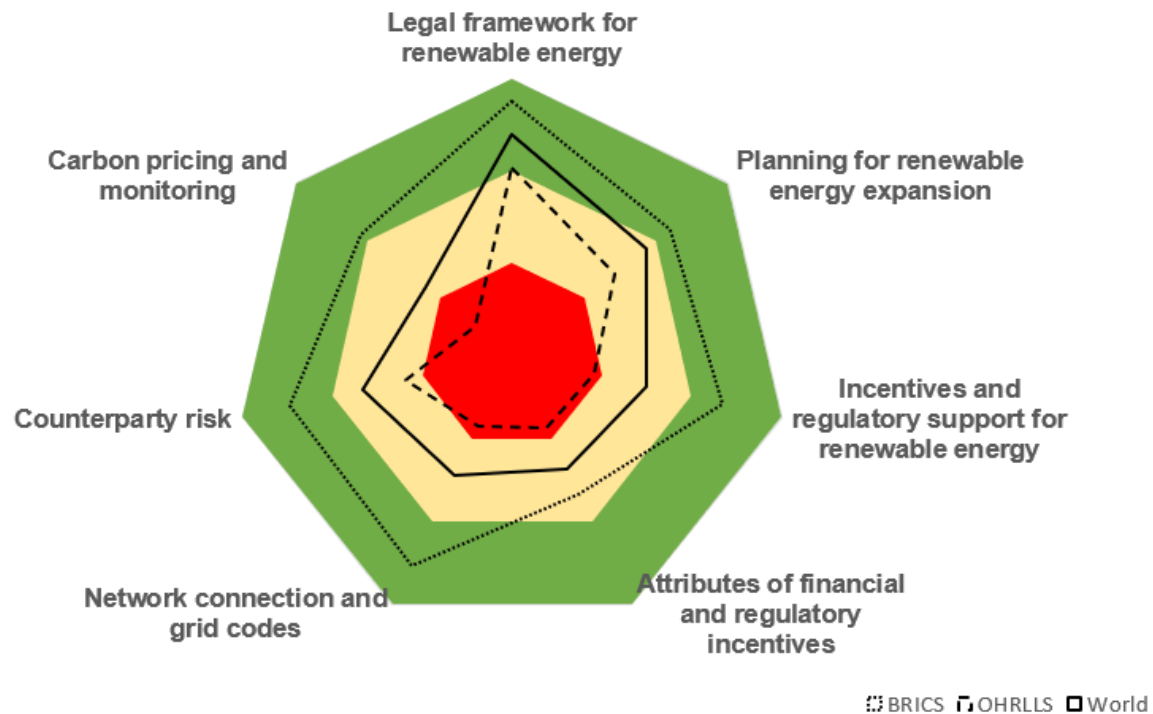 Legal framework for
renewable energy
Carbon pricing and
monitoring
Planning for renewable
energy expansion
Counterparty risk
Incentives and
regulatory support for
renewable energy
Network connection and
grid codes
Attributes of financial
and regulatory
incentives
BRICS OHRLLS World